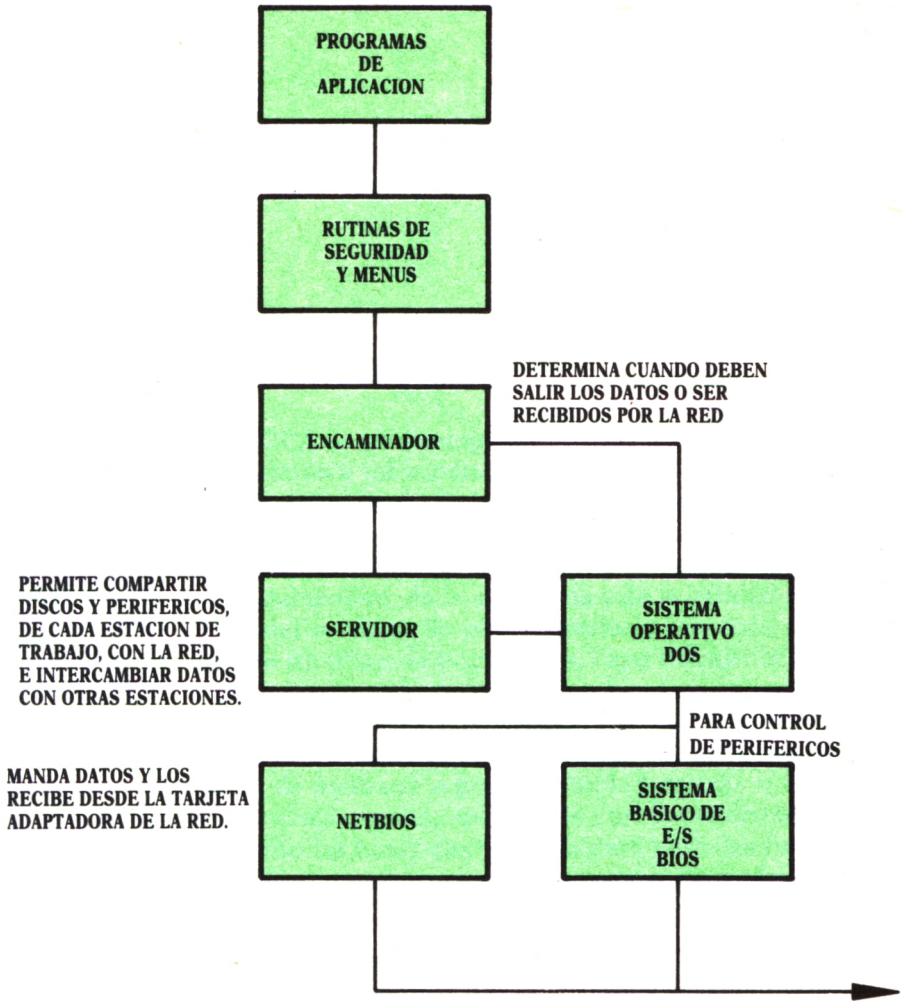 PROGRAMAS
DE
APLICACION
RUTINAS DE
SEGURIDAD
Y MENUS
DETERMINA CUANDO DEBEN
SALIR LOS DATOS O SER
RECIBIDOS POR LA RED
ENCAMINADOR
PERMITE COMPARTIR
DISCOS Y PERIFERICOS,
DE CADA ESTACION DE
TRABAJO, CON LA RED,
E INTERCAMBIAR DATOS
CON OTRAS ESTACIONES.
SERVIDOR
SISTEMA
OPERATIVO
DOS
PARA CONTROL
DE PERIFERICOS
MANDA DATOS Y LOS
RECIBE DESDE LA TARJETA
ADAPTADORA DE LA RED.
NETBIOS
SISTEMA
BASICO DE
E/S
BIOS